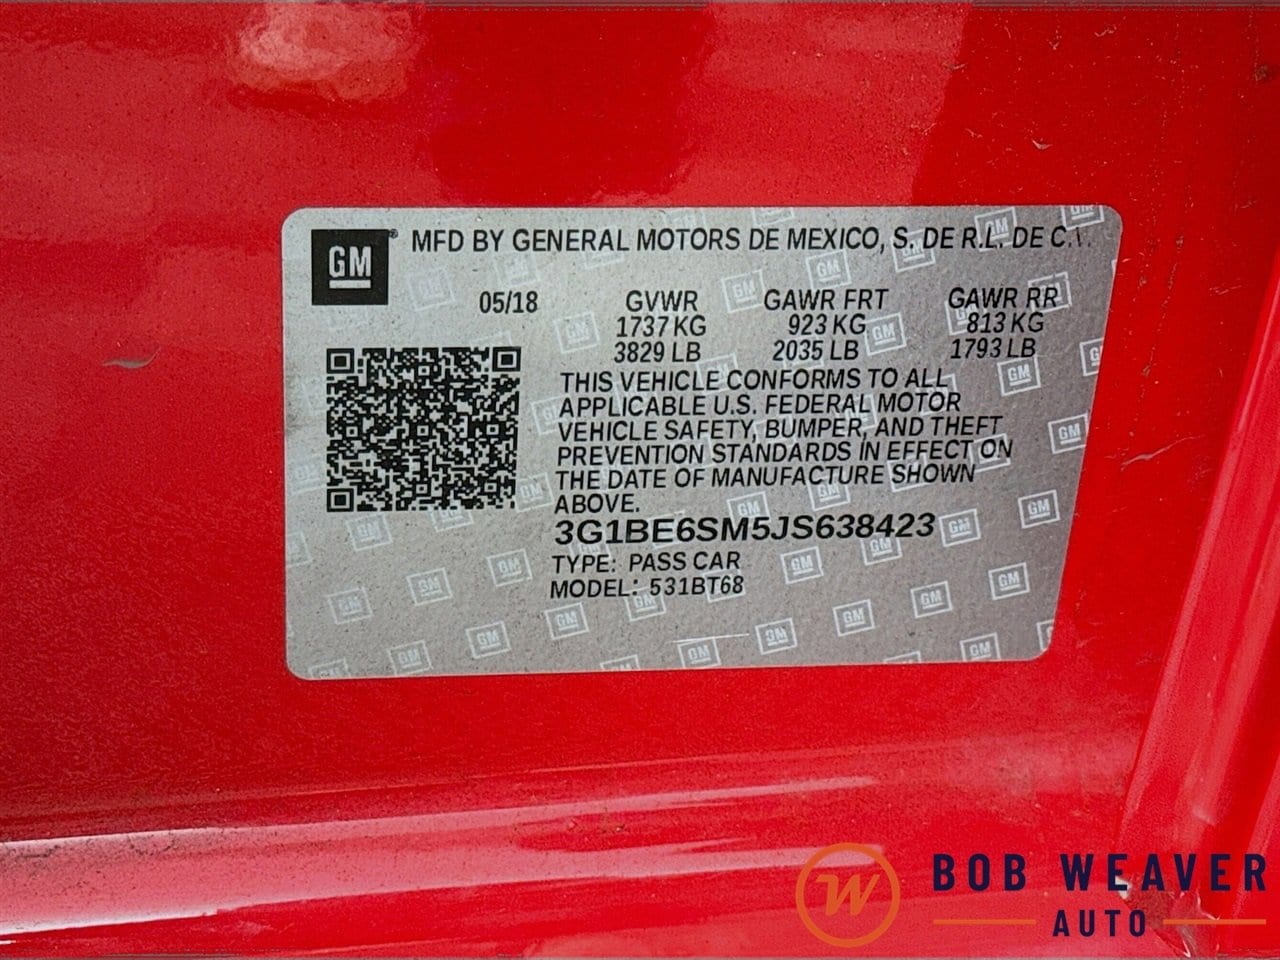 GM® MFD BY GENERAL MOTORS DE MEXICO, S. DE R.L. DE C.V.
05/18 GVWR GAWR FRT GAWR RR
1737 KG 923 KG 813 KG
3829 LB 2035 LB 1793 LB
THIS VEHICLE CONFORMS TO ALL
APPLICABLE U.S. FEDERAL MOTOR
VEHICLE SAFETY, BUMPER, AND THEFT
PREVENTION STANDARDS IN EFFECT ON
THE DATE OF MANUFACTURE SHOWN
ABOVE.
3G1BE6SM5JS638423
TYPE: PASS CAR
MODEL: 531BT68
W BOB WEAVER
AUTO